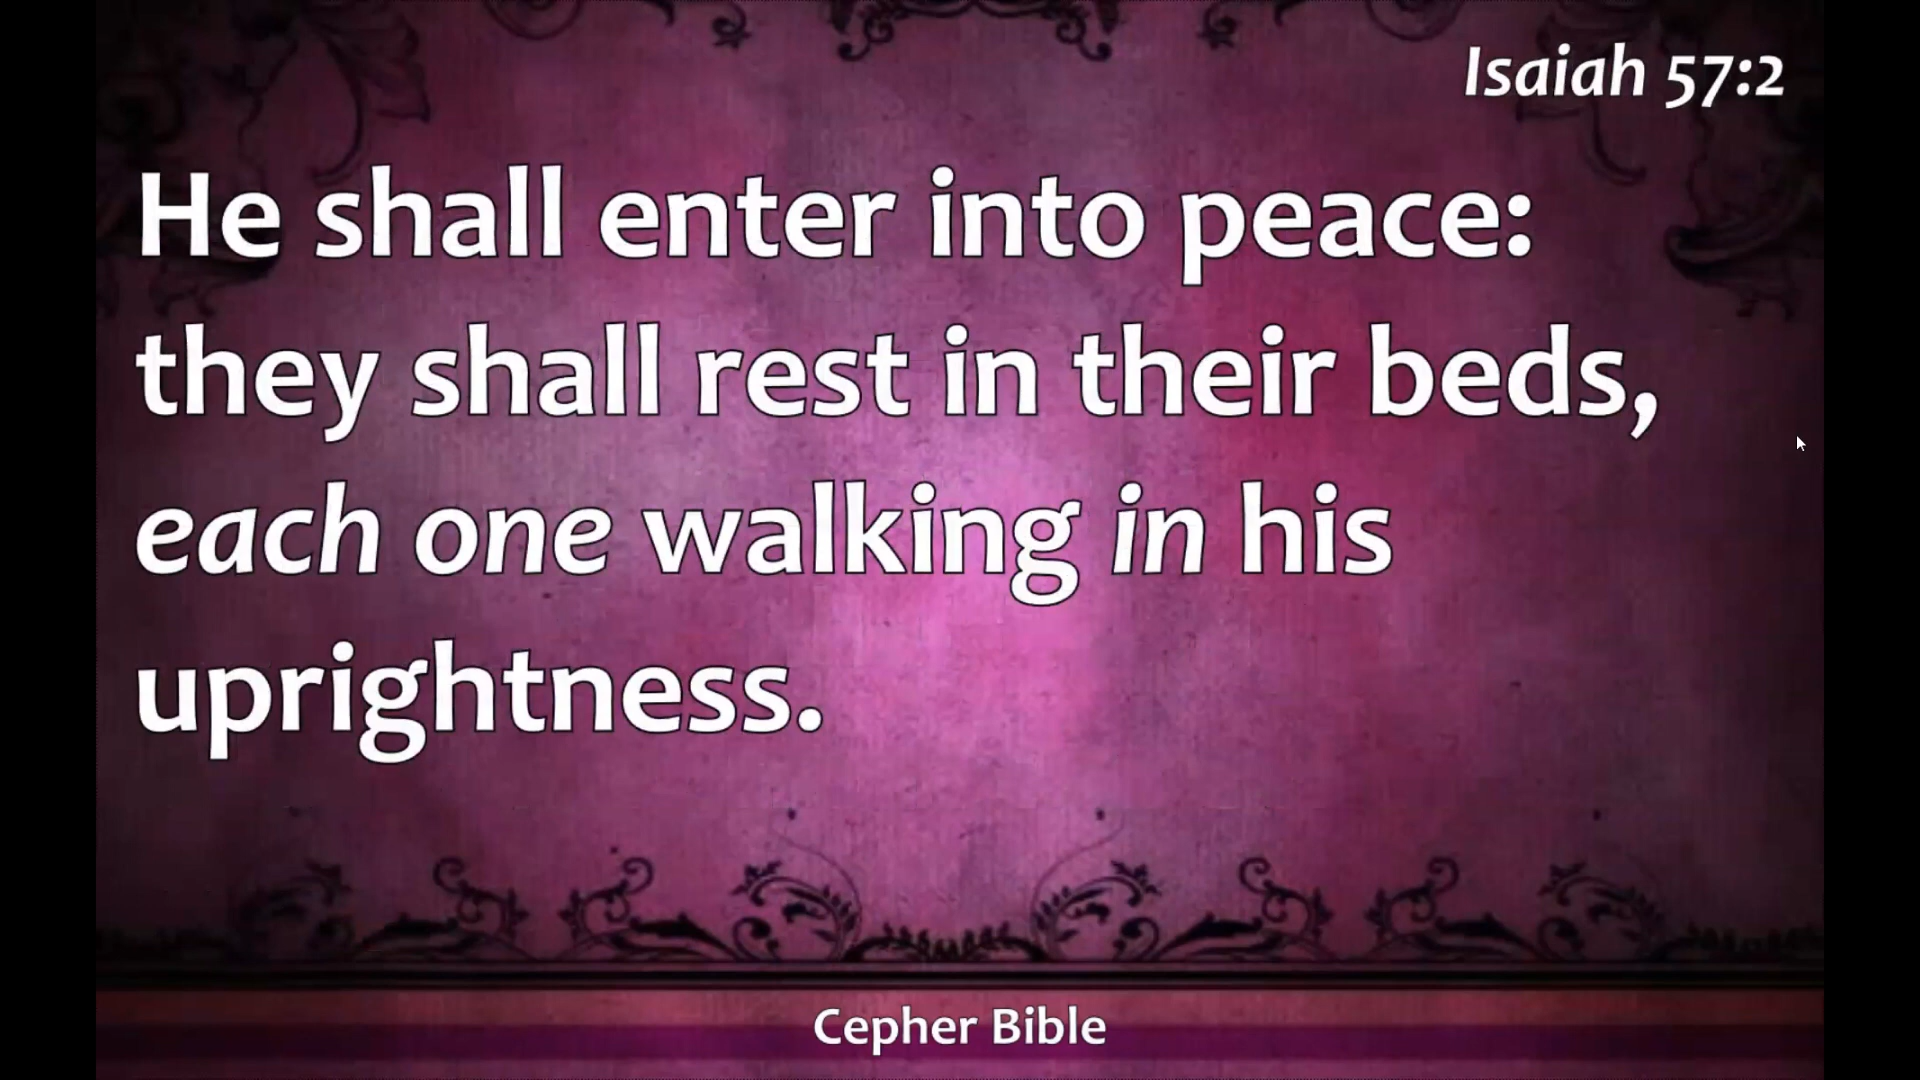 Isaiah 57:2
He shall enter into peace:
they shall rest in their beds,
each one walking in his
uprightness.
Cepher Bible